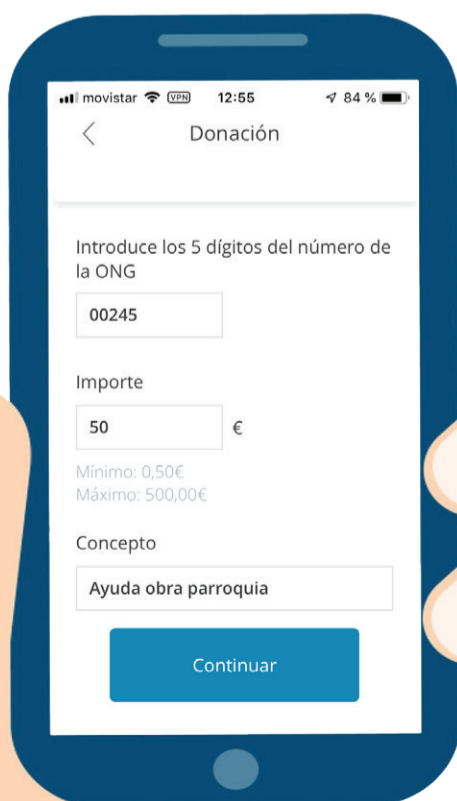 movistar VPN 12:55 84 %
Donación
Introduce los 5 dígitos del número de
la ONG
00245
Importe
50 €
Mínimo: 0,50€
Máximo: 500,00€
Concepto
Ayuda obra parroquia
Continuar